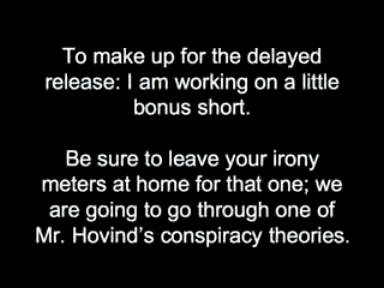 To make up for the delayed
release: I am working on a little
bonus short.
Be sure to leave your irony
meters at home for that one; we
are going to go through one of
Mr. Hovind's conspiracy theories.